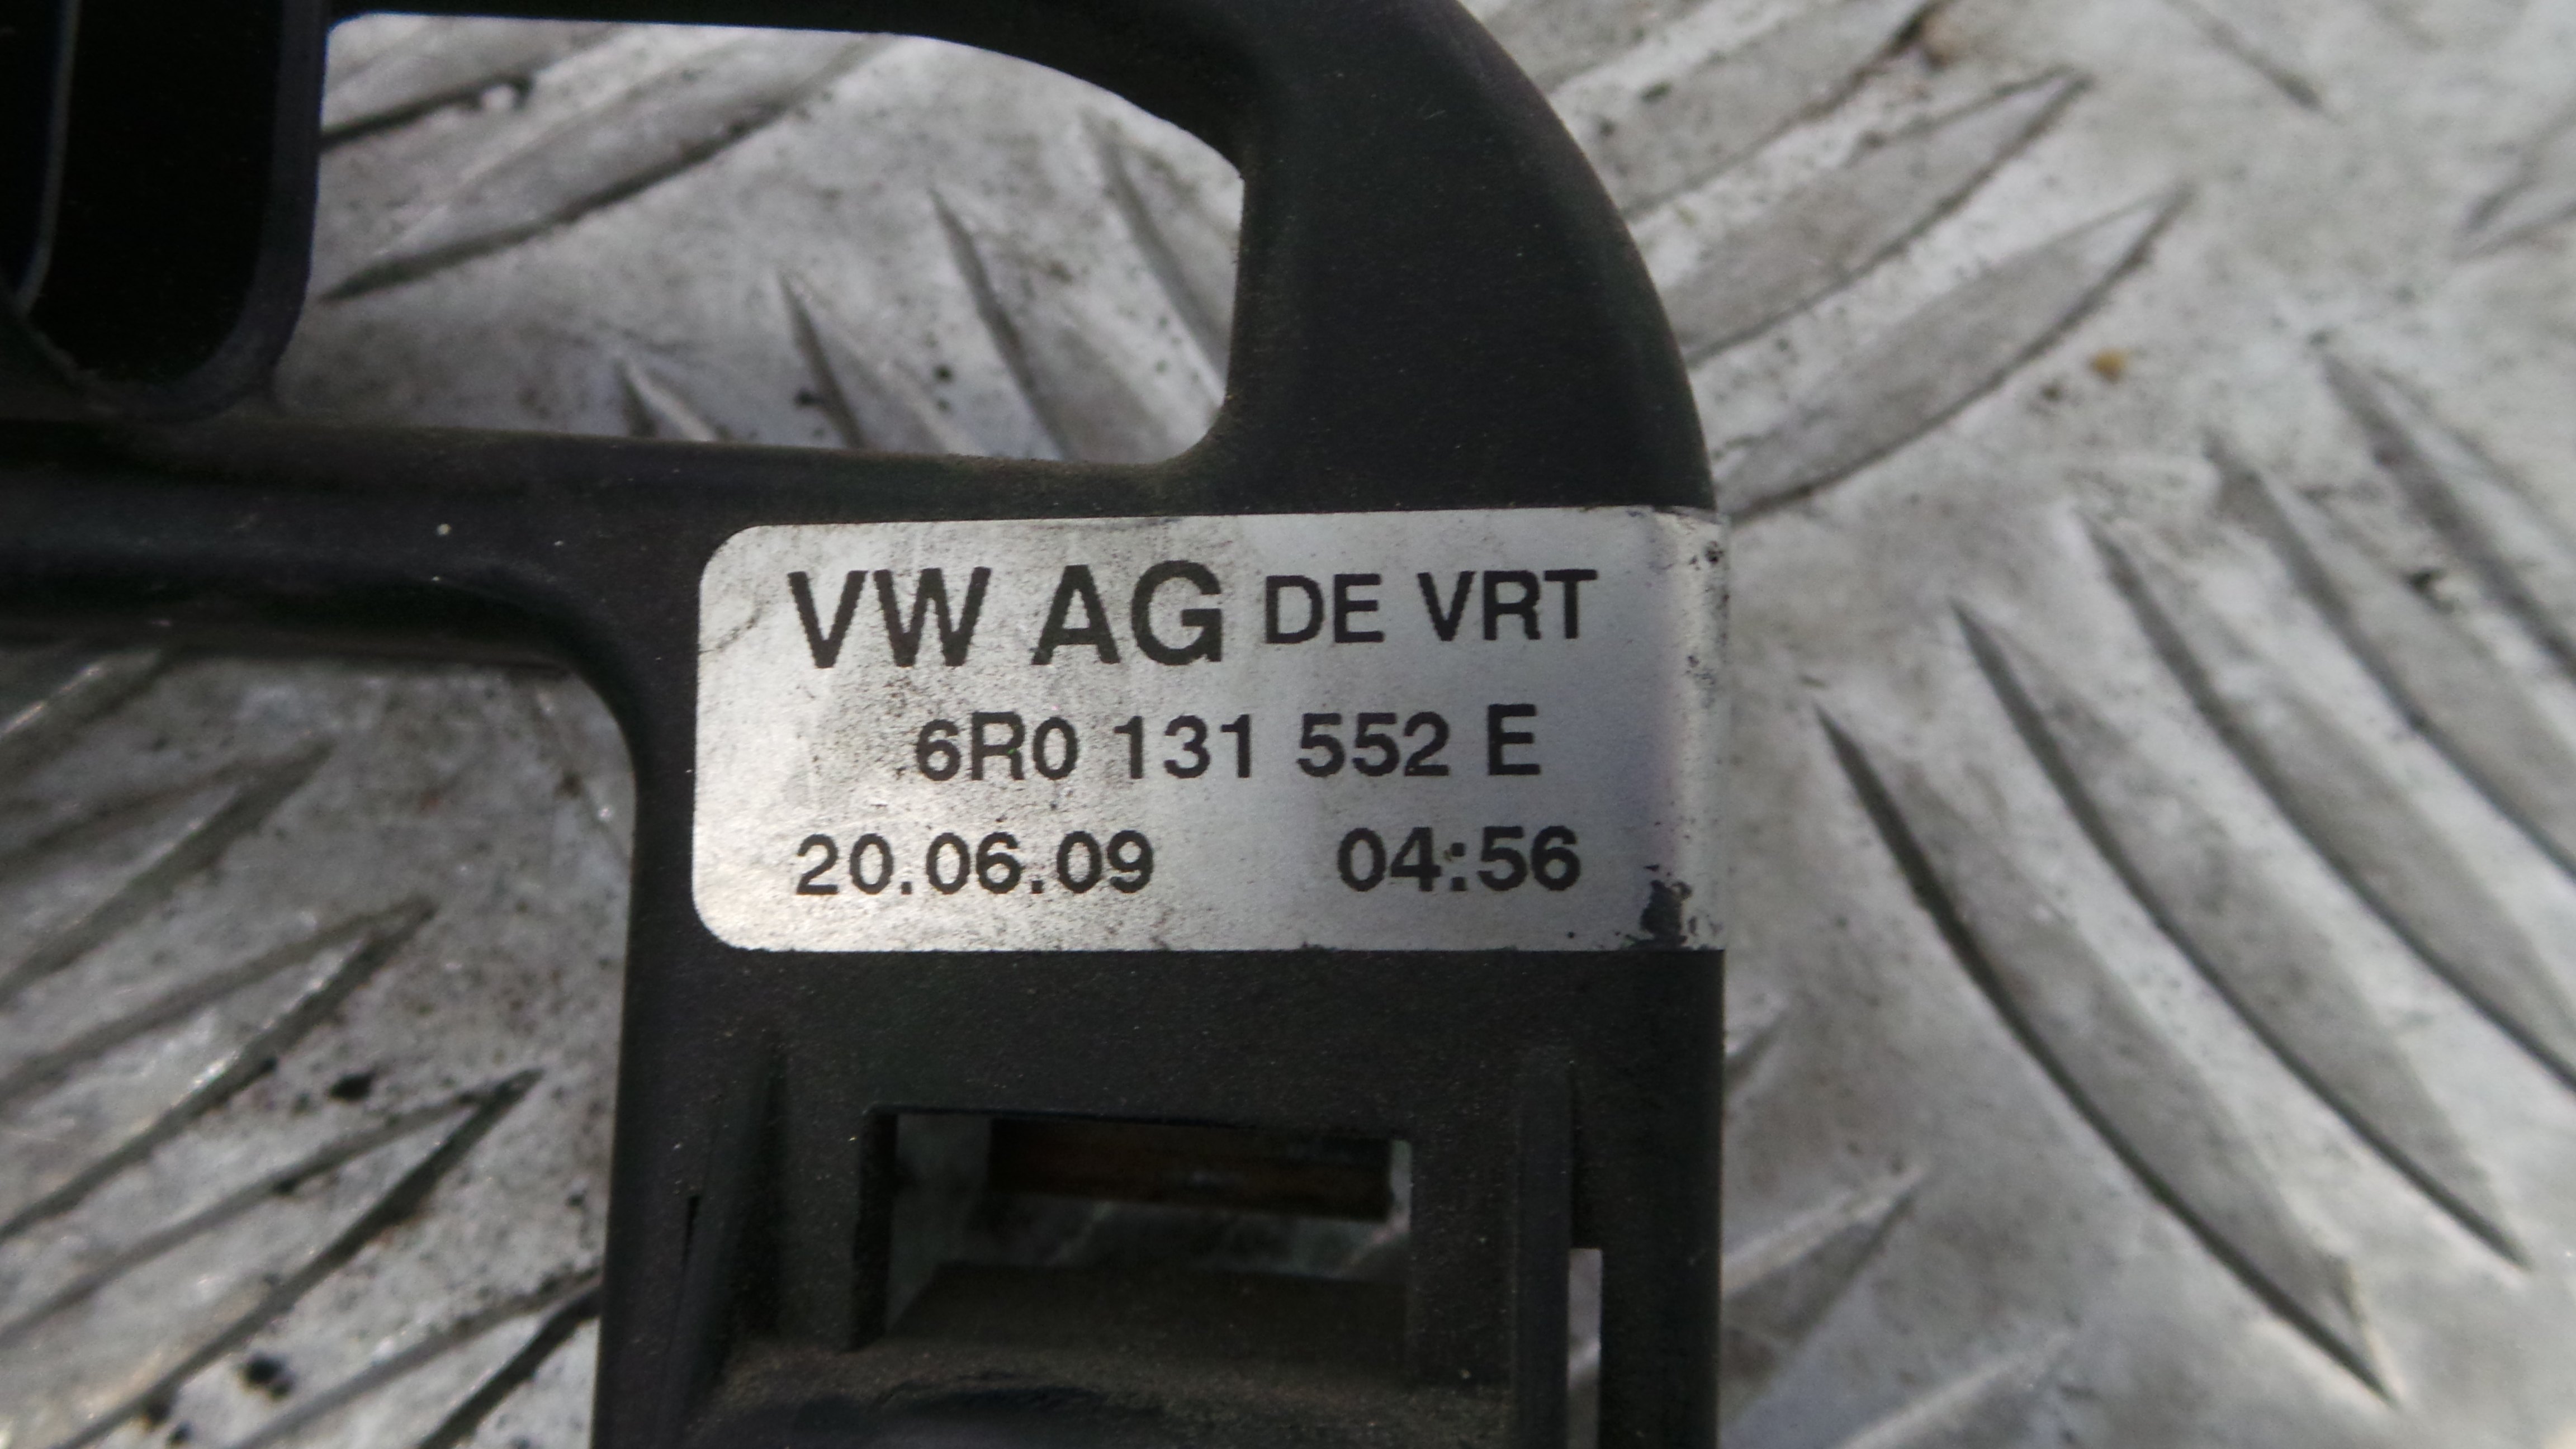 VW AG DE VRT
6R0 131 552 E
20.06.09 04:56